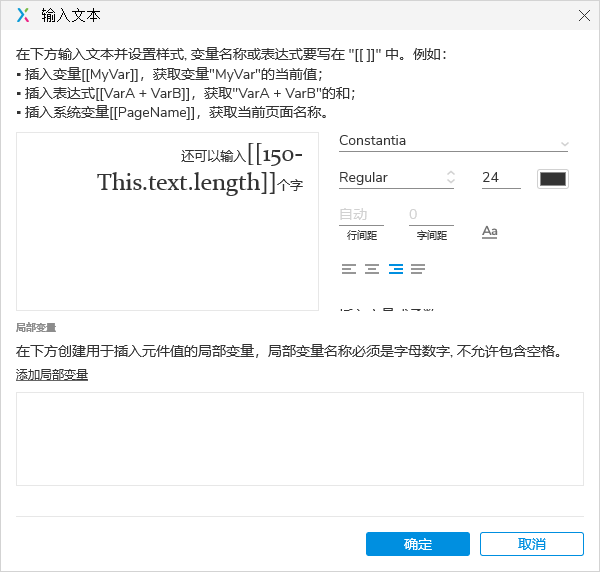 输入文本
在下方输入文本并设置样式, 变量名称或表达式要写在 "[[ ]]" 中。例如：
▪ 插入变量[[MyVar]]，获取变量"MyVar"的当前值；
▪ 插入表达式[[VarA + VarB]]，获取"VarA + VarB"的和；
▪ 插入系统变量[[PageName]]，获取当前页面名称。
还可以输入[[150-
This.text.length]]个字
Constantia
Regular
24
自动
0
行间距
字间距
Aa
局部变量
在下方创建用于插入元件值的局部变量，局部变量名称必须是字母数字, 不允许包含空格。
添加局部变量
确定
取消